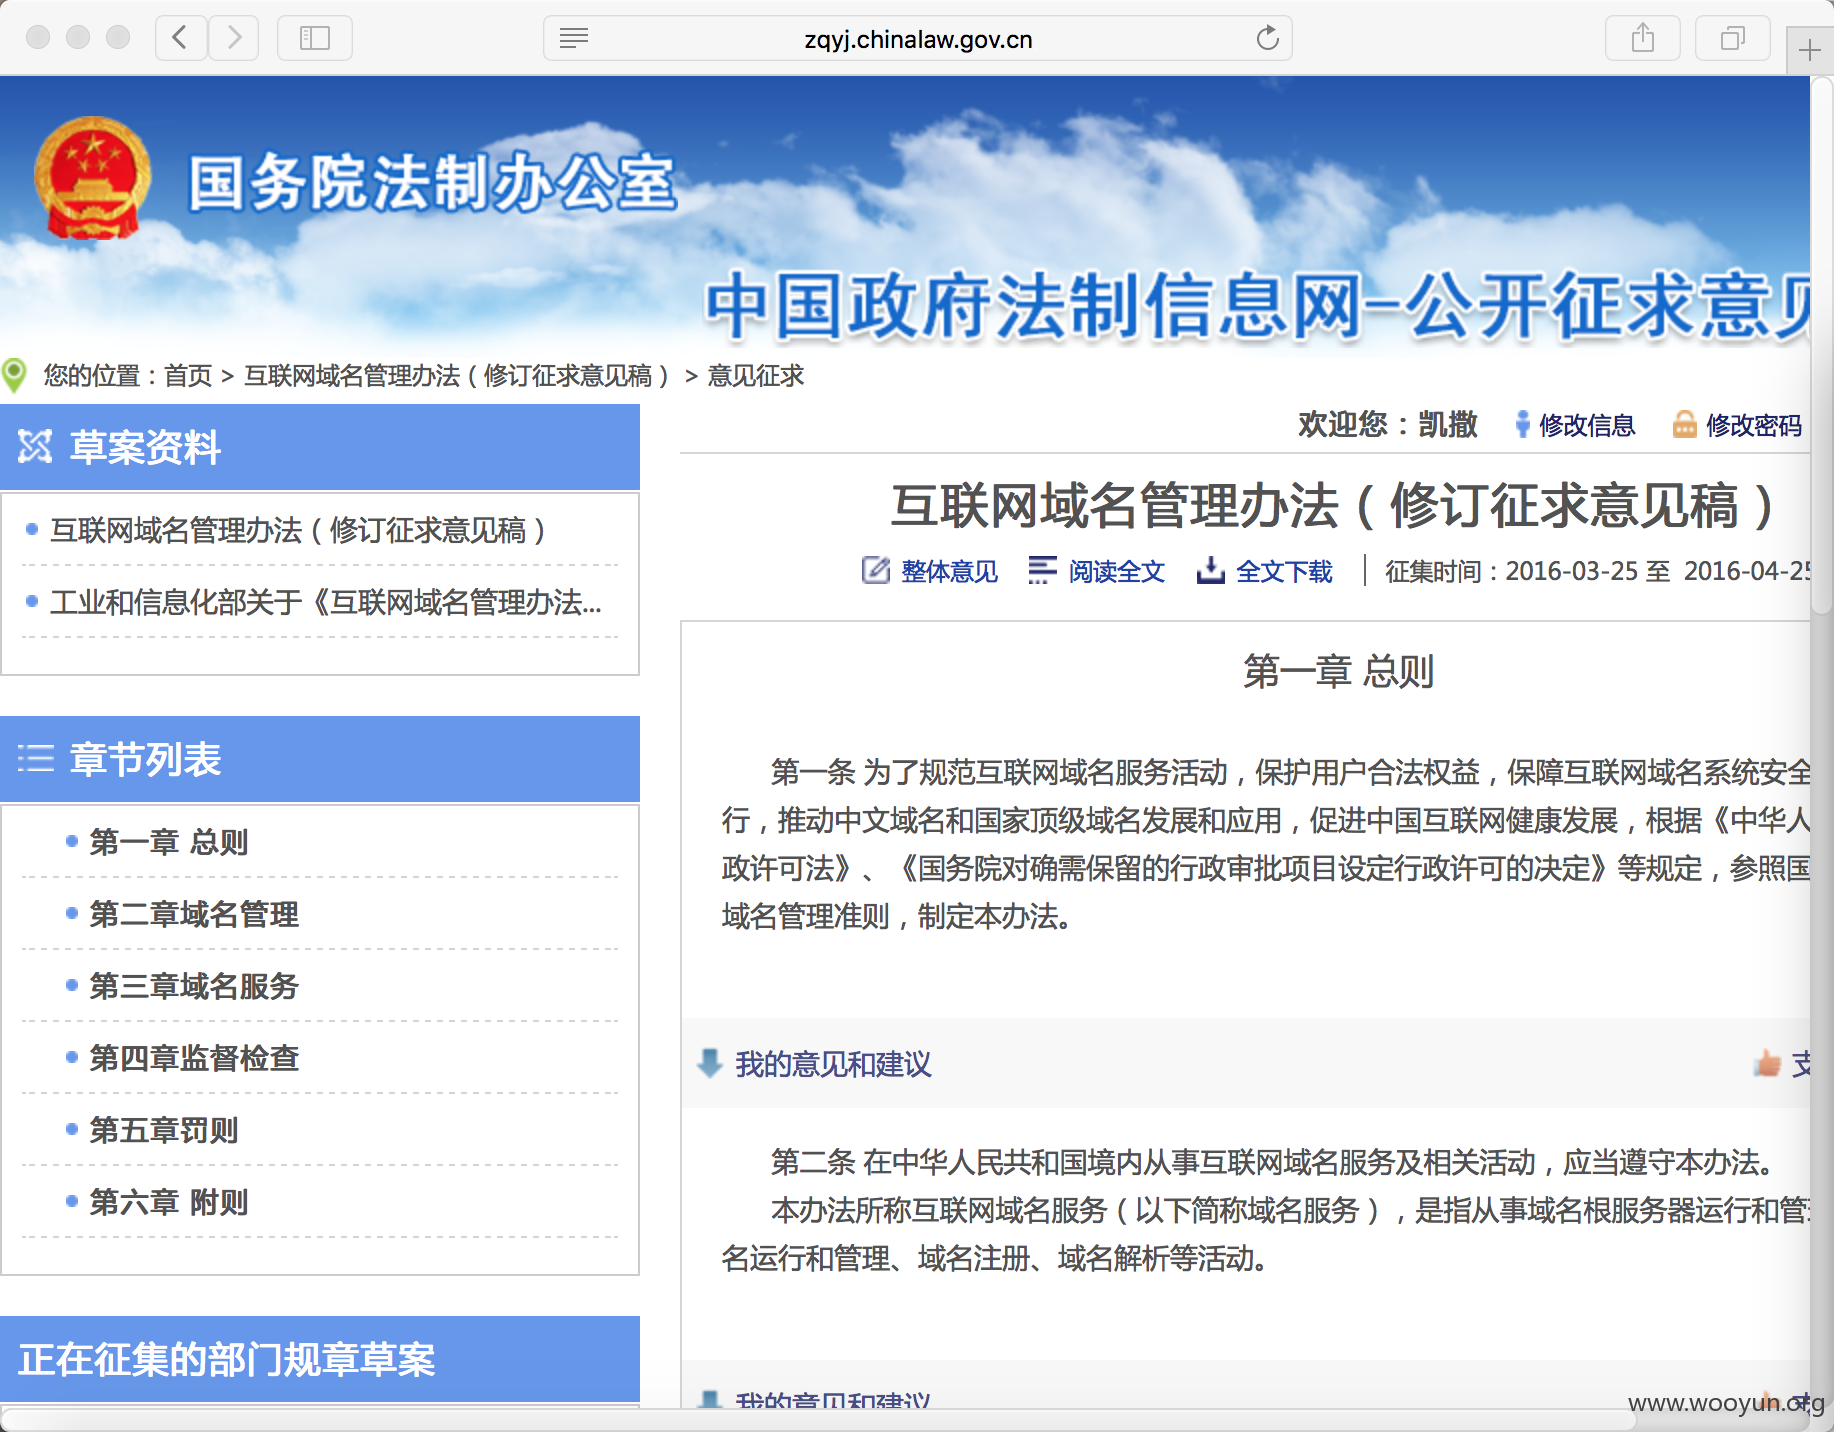 zqyj.chinalaw.gov.cn
国务院法制办公室
中国政府法制信息网-公开征求意见
您的位置：首页 > 互联网域名管理办法（修订征求意见稿） > 意见征求
草案资料
互联网域名管理办法（修订征求意见稿）
工业和信息化部关于《互联网域名管理办法...
章节列表
第一章 总则
第二章域名管理
第三章域名服务
第四章监督检查
第五章罚则
第六章 附则
正在征集的部门规章草案
欢迎您：凯撒 修改信息 修改密码
互联网域名管理办法（修订征求意见稿）
整体意见 阅读全文 全文下载 | 征集时间：2016-03-25 至 2016-04-25
第一章 总则
第一条 为了规范互联网域名服务活动，保护用户合法权益，保障互联网域名系统安全
行，推动中文域名和国家顶级域名发展和应用，促进中国互联网健康发展，根据《中华人
政许可法》、《国务院对确需保留的行政审批项目设定行政许可的决定》等规定，参照国
域名管理准则，制定本办法。
我的意见和建议 支
第二条 在中华人民共和国境内从事互联网域名服务及相关活动，应当遵守本办法。
本办法所称互联网域名服务（以下简称域名服务），是指从事域名根服务器运行和管
名运行和管理、域名注册、域名解析等活动。
我的意见和建议
www.wooyun.org